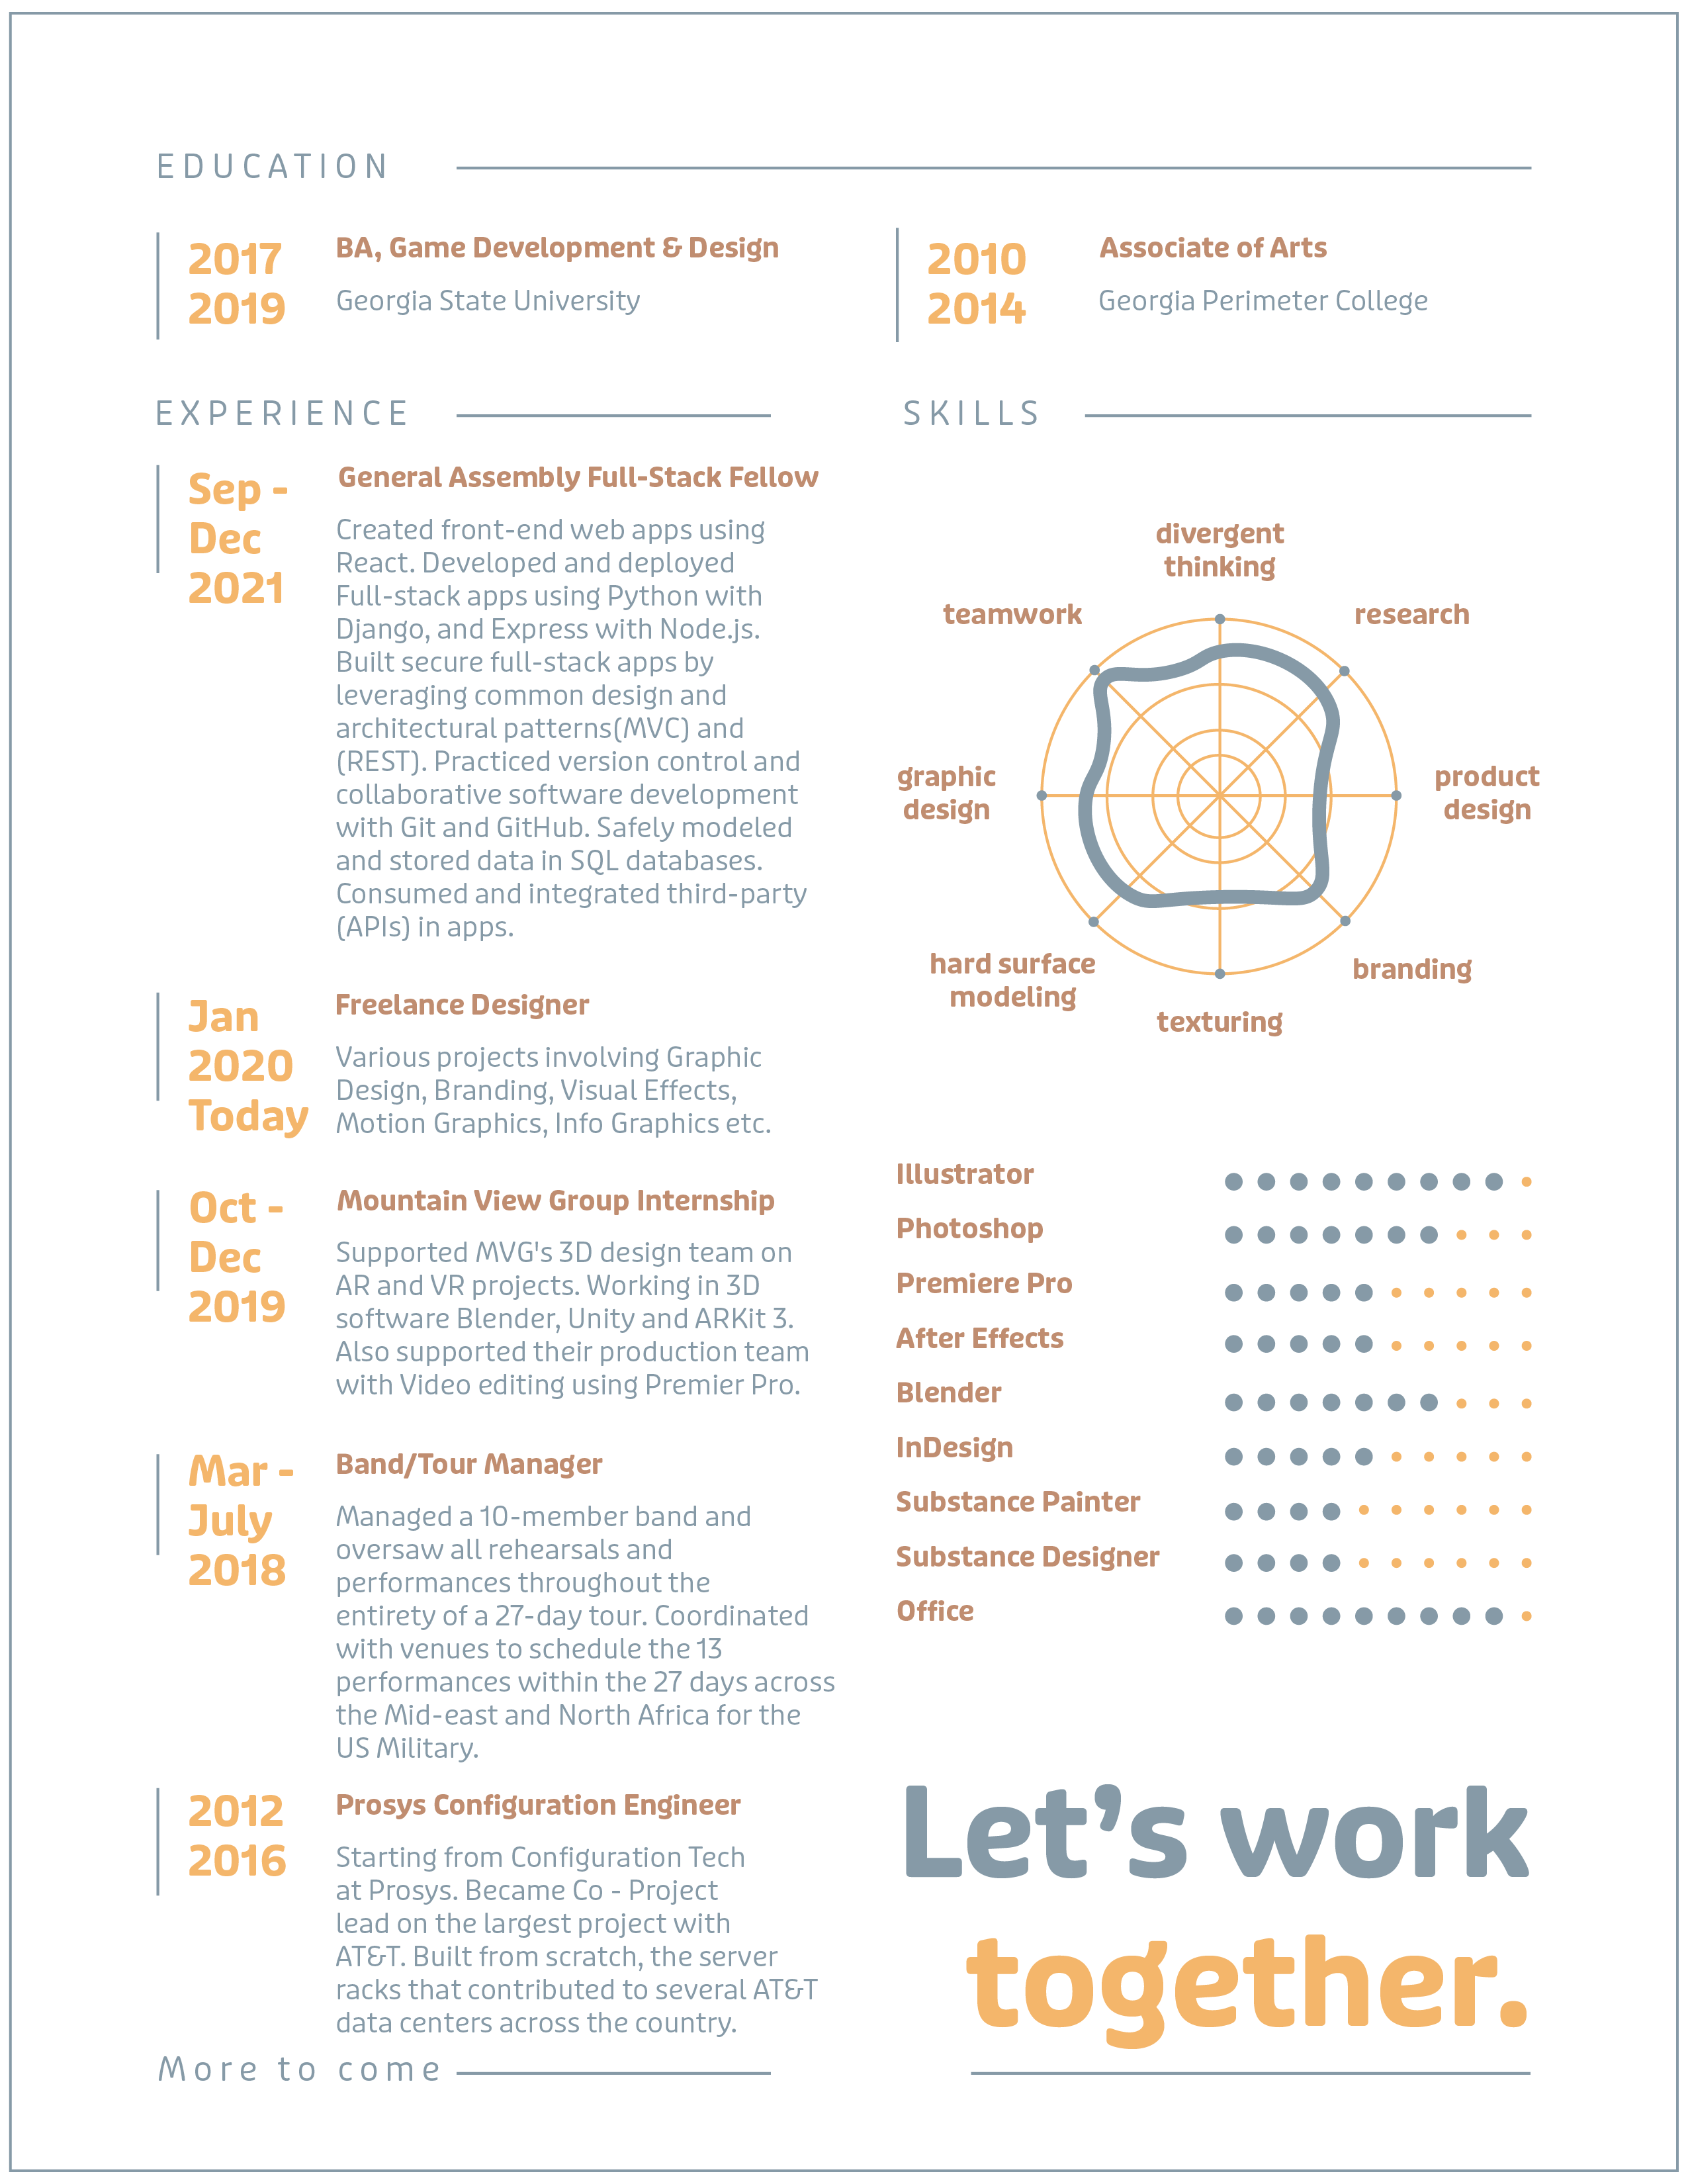 EDUCATION
2017
2019
BA, Game Development & Design
Georgia State University
2010
2014
Associate of Arts
Georgia Perimeter College
EXPERIENCE
Sep -
Dec
2021
General Assembly Full-Stack Fellow
Created front-end web apps using
React. Developed and deployed
Full-stack apps using Python with
Django, and Express with Node.js.
Built secure full-stack apps by
leveraging common design and
architectural patterns(MVC) and
(REST). Practiced version control and
collaborative software development
with Git and GitHub. Safely modeled
and stored data in SQL databases.
Consumed and integrated third-party
(APIs) in apps.
Jan
2020
Today
Freelance Designer
Various projects involving Graphic
Design, Branding, Visual Effects,
Motion Graphics, Info Graphics etc.
Oct -
Dec
2019
Mountain View Group Internship
Supported MVG's 3D design team on
AR and VR projects. Working in 3D
software Blender, Unity and ARKit 3.
Also supported their production team
with Video editing using Premier Pro.
Mar -
July
2018
Band/Tour Manager
Managed a 10-member band and
oversaw all rehearsals and
performances throughout the
entirety of a 27-day tour. Coordinated
with venues to schedule the 13
performances within the 27 days across
the Mid-east and North Africa for the
US Military.
2012
2016
Prosys Configuration Engineer
Starting from Configuration Tech
at Prosys. Became Co - Project
lead on the largest project with
AT&T. Built from scratch, the server
racks that contributed to several AT&T
data centers across the country.
More to come
SKILLS
divergent
thinking
teamwork
research
graphic
design
product
design
hard surface
modeling
branding
texturing
Illustrator
Photoshop
Premiere Pro
After Effects
Blender
InDesign
Substance Painter
Substance Designer
Office
Let’s work
together.